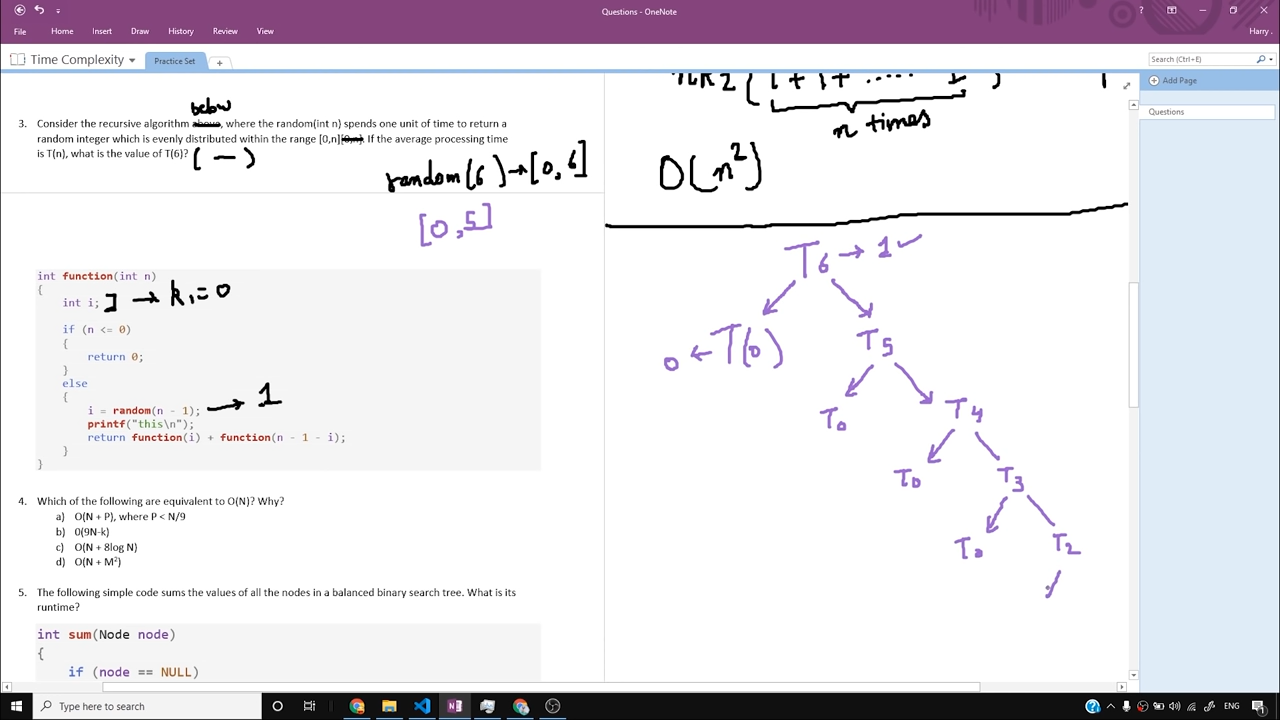 Questions - OneNote
File Home Insert Draw History Review View Harry .
Time Complexity Practice Set +
Search (Ctrl+E)
Add Page
Questions
below
3. Consider the recursive algorithm above, where the random(int n) spends one unit of time to return a
random integer which is evenly distributed within the range [0,n][0,n]. If the average processing time
is T(n), what is the value of T(6)?
(—)
random(6) → [0,6]
[0,5]
int function(int n)
{
int i; ] → k1 = 0
if (n <= 0)
{
return 0;
}
else
{
i = random(n - 1); → 1
printf("this\n");
return function(i) + function(n - 1 - i);
}
}
4. Which of the following are equivalent to O(N)? Why?
a) O(N + P), where P < N/9
b) 0(9N-k)
c) O(N + 8log N)
d) O(N + M²)
5. The following simple code sums the values of all the nodes in a balanced binary search tree. What is its
runtime?
int sum(Node node)
{
if (node == NULL)
n times
O(n²)
T6 → 1 ✓
0 ← T(0) T5
T0 T4
T0 T3
T0 T2
Type here to search